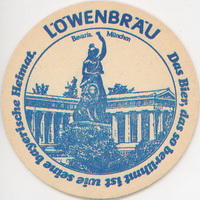 LÖWENBRÄU
Bavaria. München
Das Bier, das so berühmt ist wie seine bayerische Heimat.